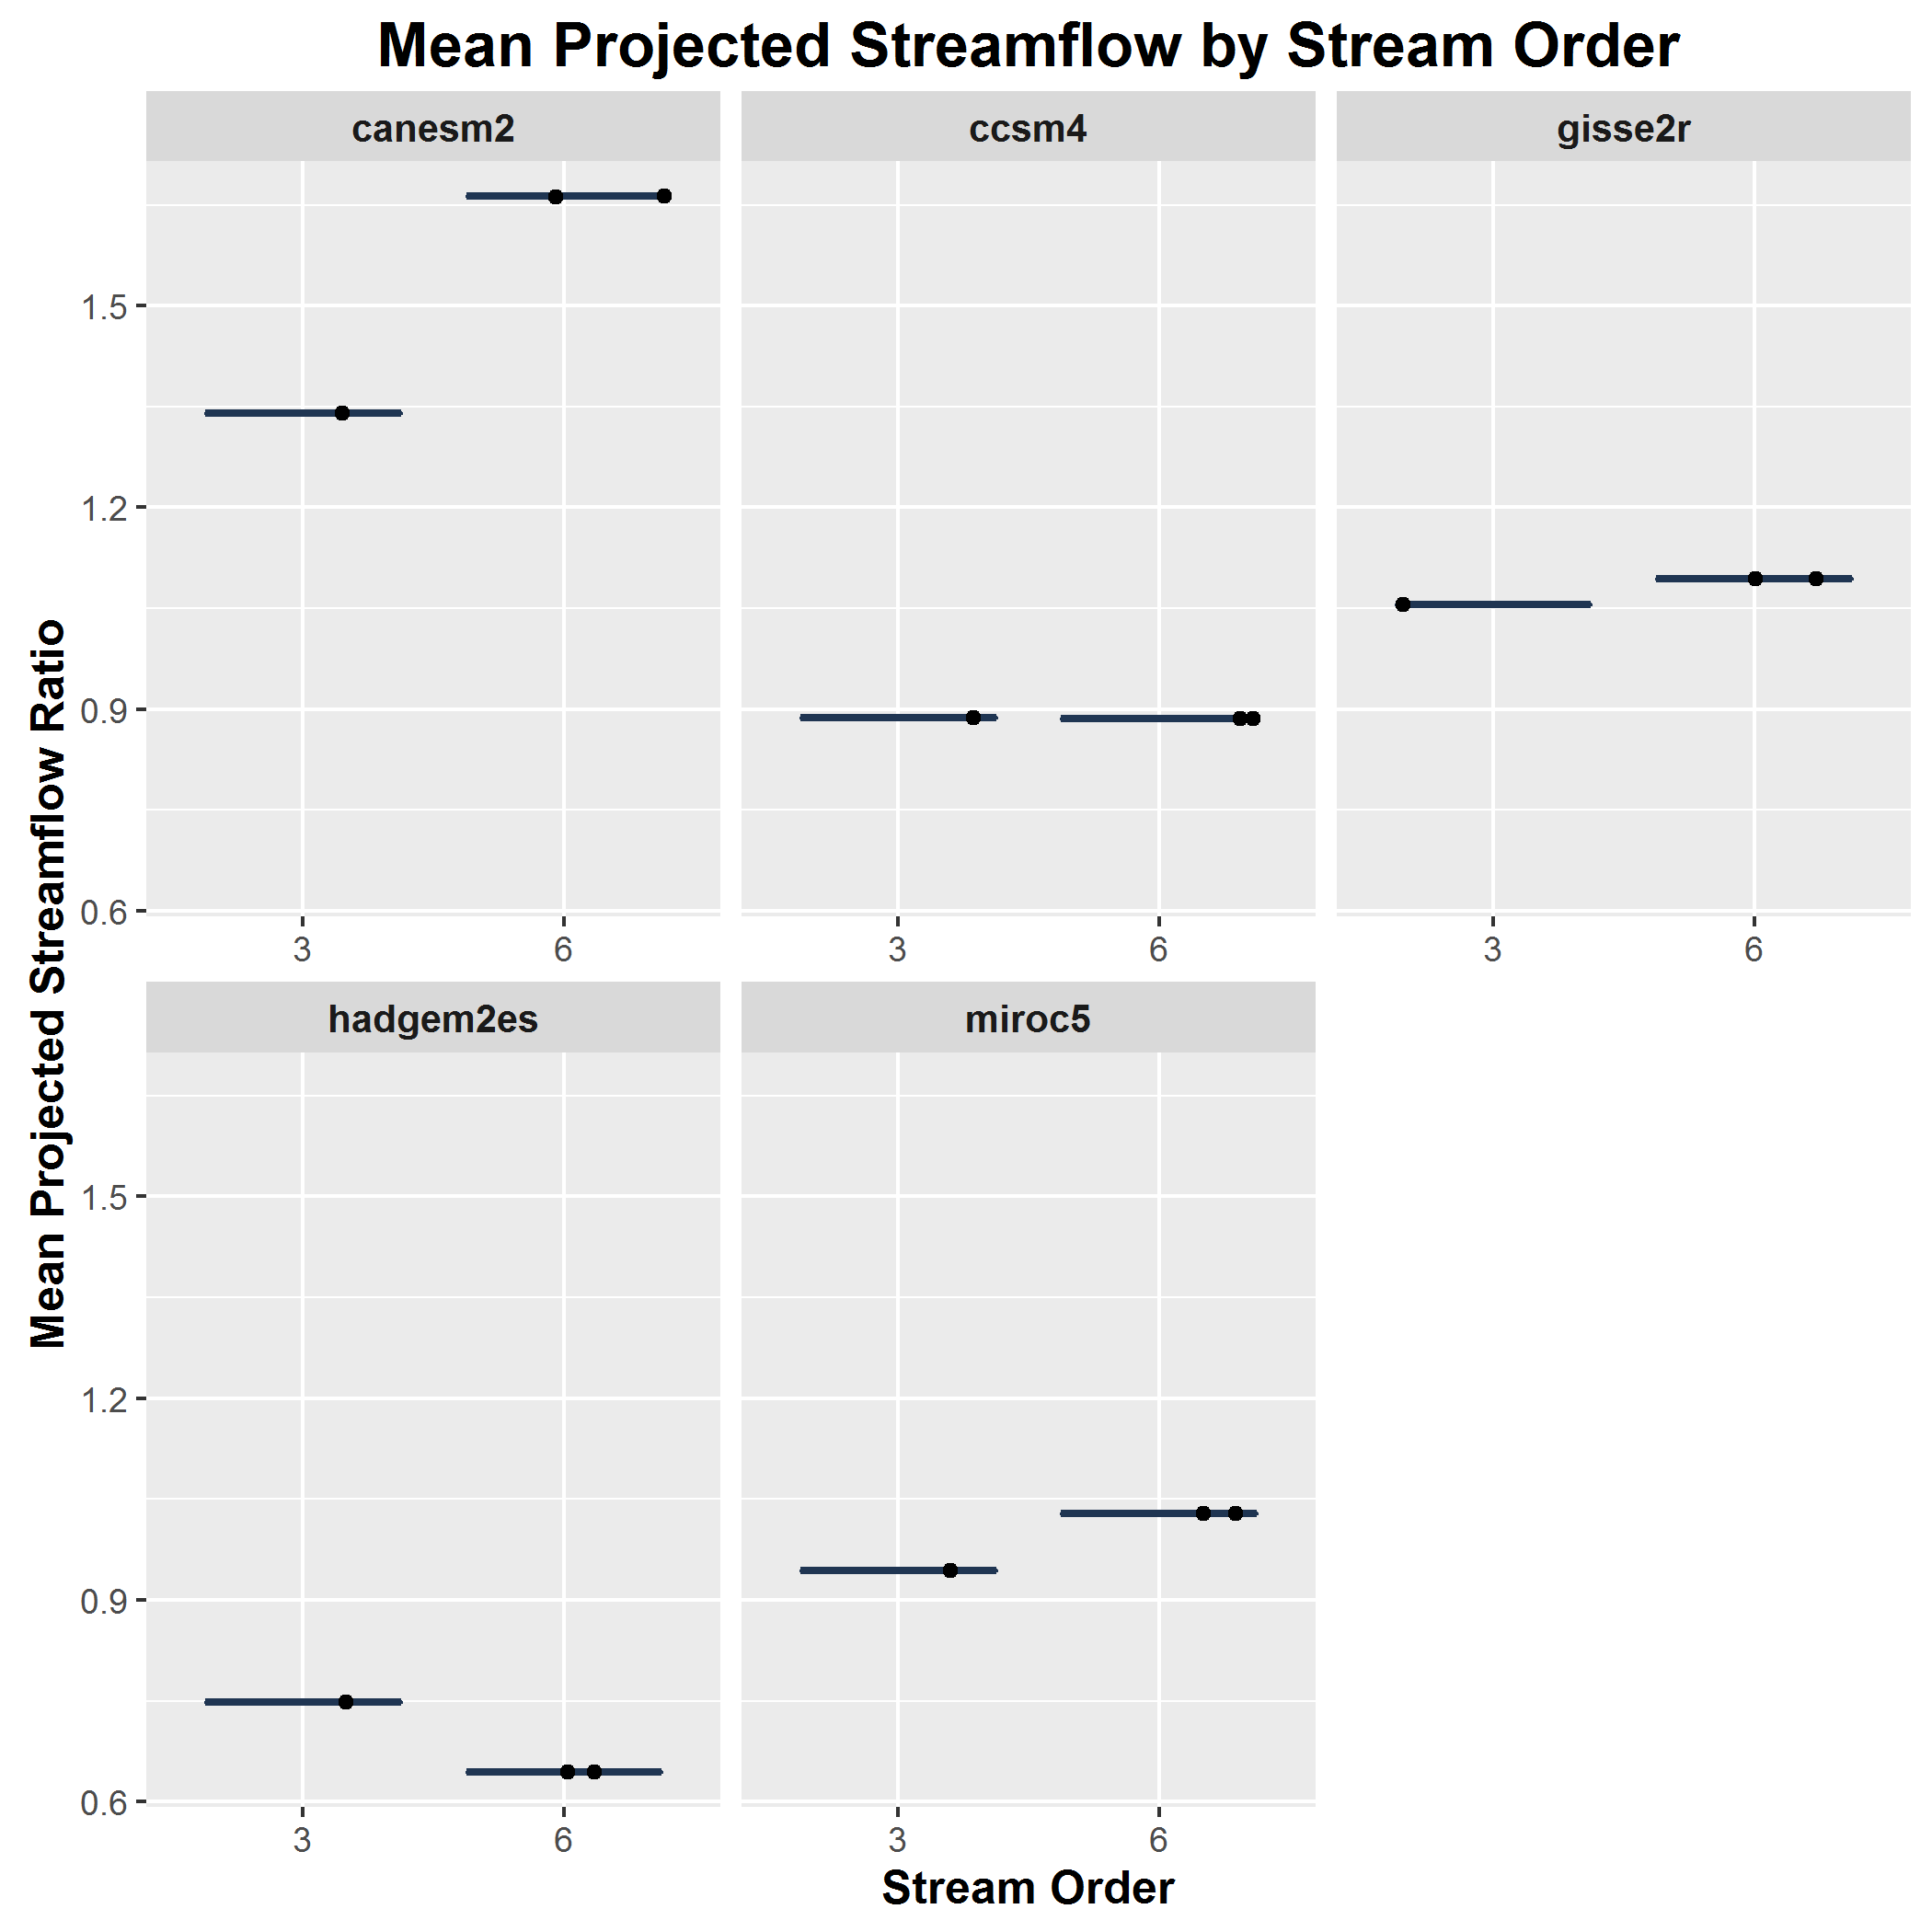 Mean Projected Streamflow by Stream Order
canesm2
ccsm4
gisse2r
1.5
1.2
0.9
0.6
3
6
3
6
3
6
hadgem2es
miroc5
1.5
1.2
0.9
0.6
3
6
3
6
Mean Projected Streamflow Ratio
Stream Order